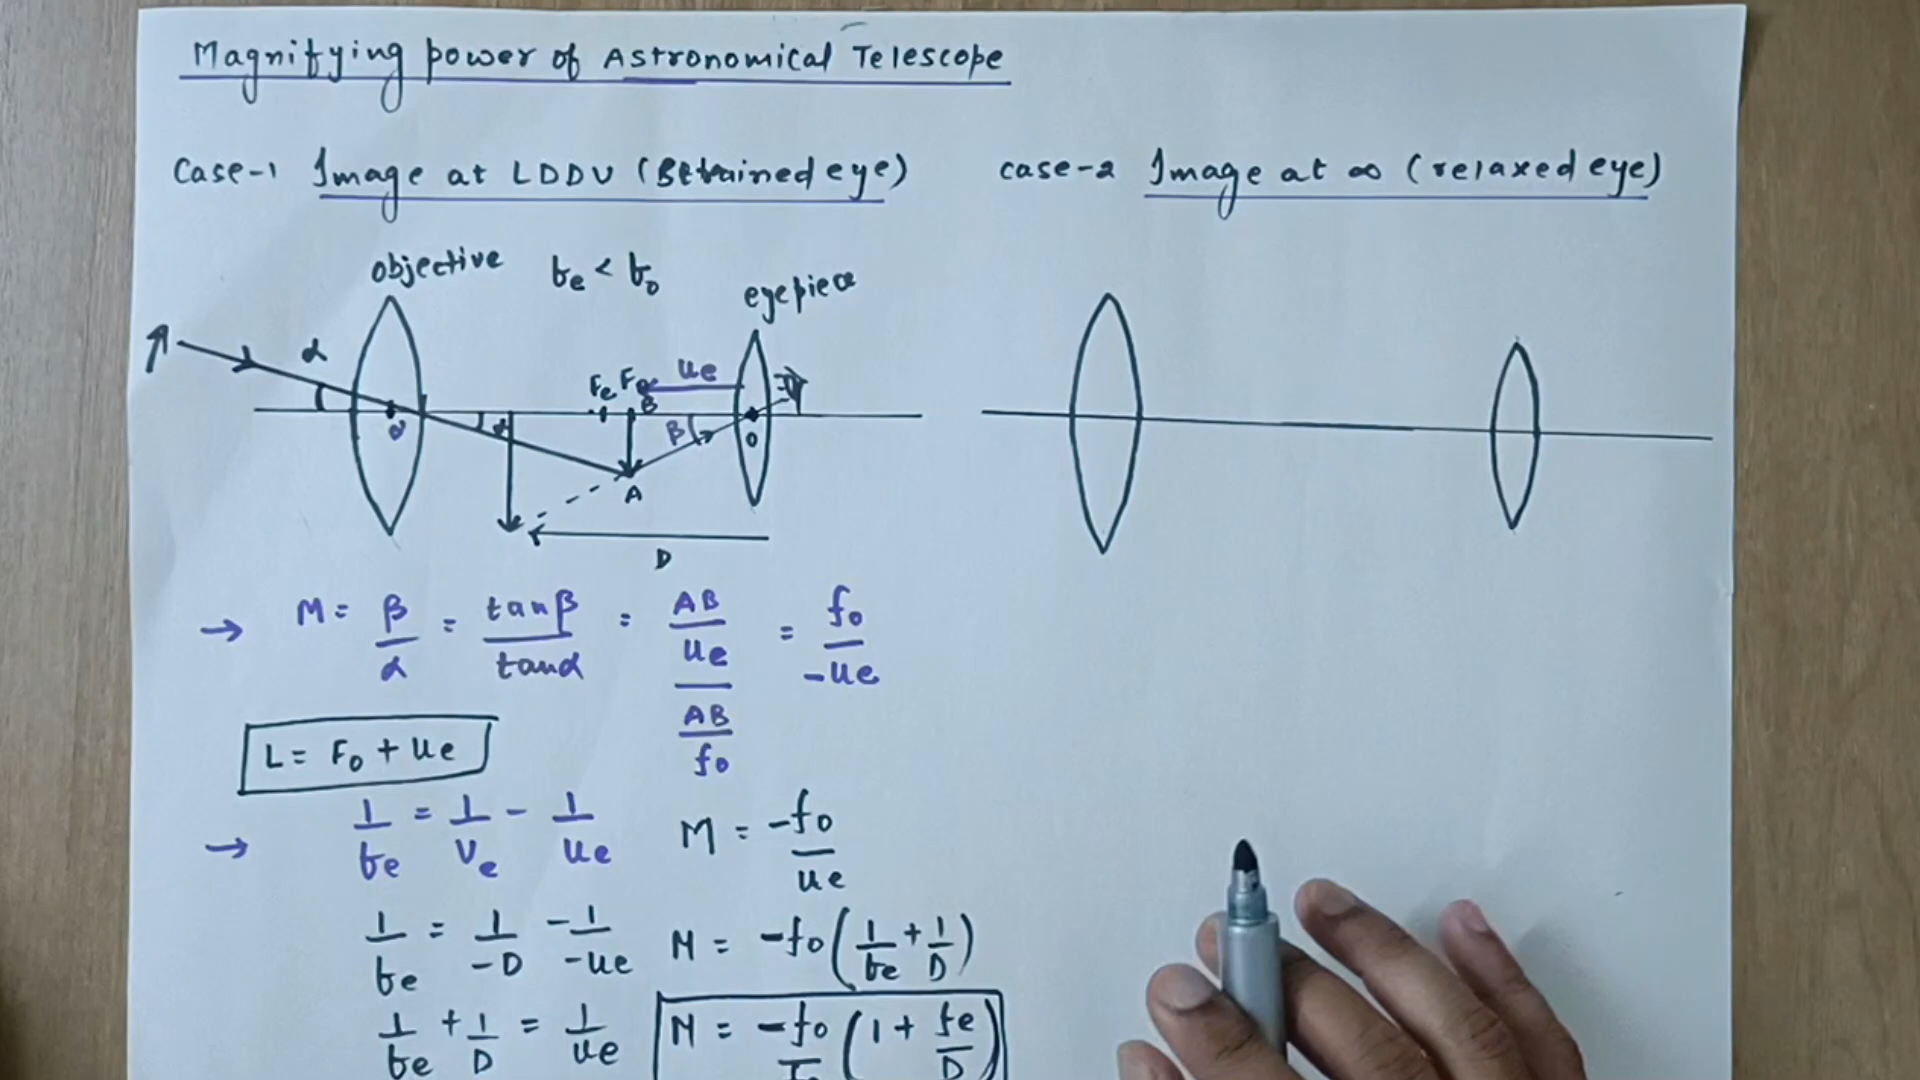 Magnifying power of Astronomical Telescope
Case-1 Image at LDDV (Strained eye)
case-2 Image at ∞ (relaxed eye)
objective
fe < fo
eyepiece
α
Fe Fo
ue
B
β
O' α
O
A
D
→ M = β/α = tanβ/tanα = (AB/ue)/(AB/fo) = fo/-ue
L = Fo + ue
→ 1/fe = 1/Ve - 1/ue
M = -fo/ue
1/fe = 1/-D - 1/-ue
M = -fo(1/fe + 1/D)
1/fe + 1/D = 1/ue
M = -fo/fe (1 + fe/D)